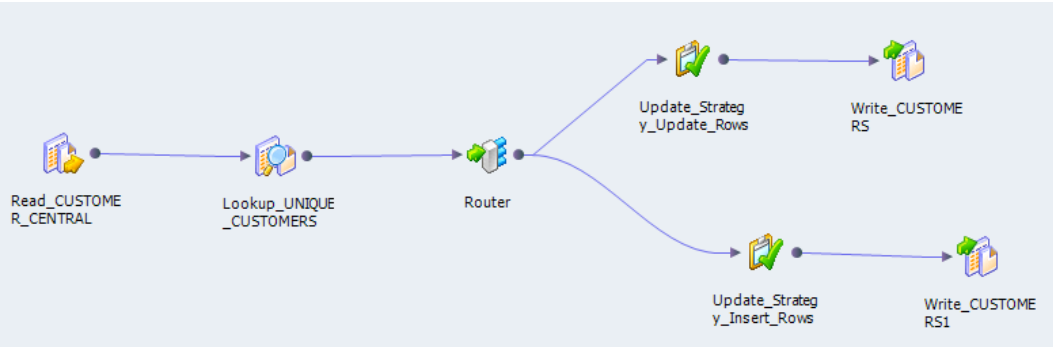 Read_CUSTOME
R_CENTRAL
Lookup_UNIQUE
_CUSTOMERS
Router
Update_Strateg
y_Update_Rows
Write_CUSTOME
RS
Update_Strateg
y_Insert_Rows
Write_CUSTOME
RS1